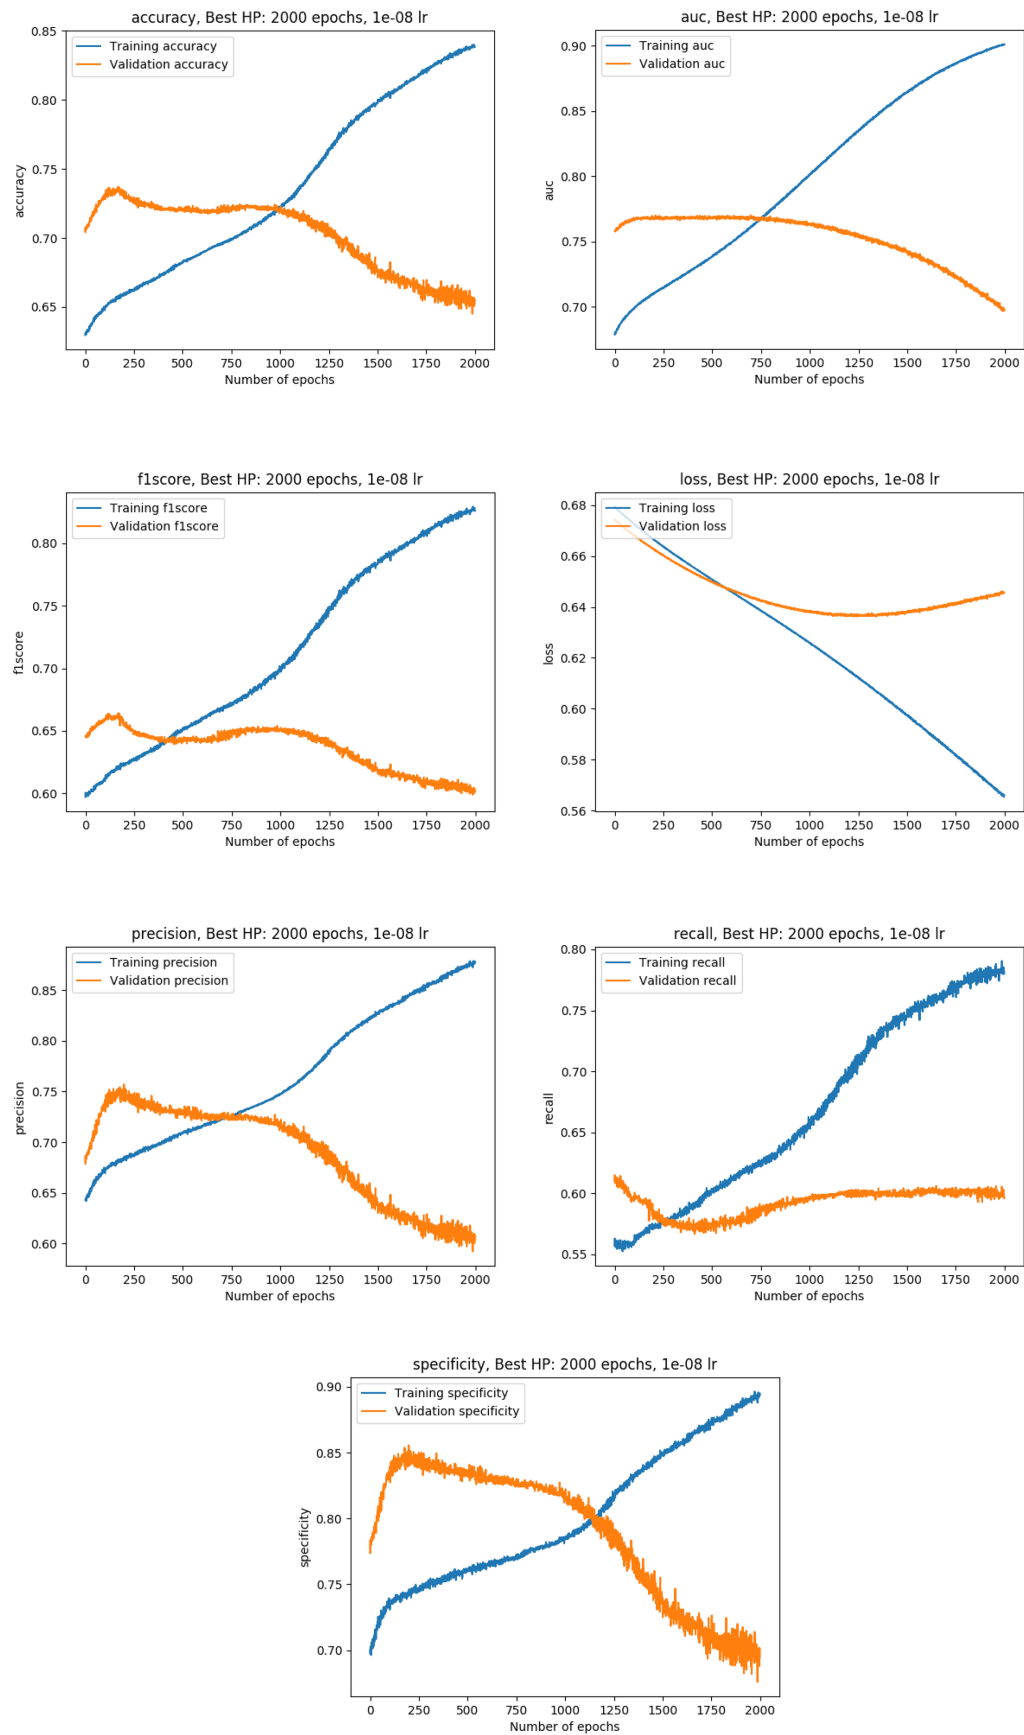 accuracy, Best HP: 2000 epochs, 1e-08 lr
Training accuracy
Validation accuracy
accuracy
0.85
0.80
0.75
0.70
0.65
0 250 500 750 1000 1250 1500 1750 2000
Number of epochs
auc, Best HP: 2000 epochs, 1e-08 lr
Training auc
Validation auc
auc
0.90
0.85
0.80
0.75
0.70
0 250 500 750 1000 1250 1500 1750 2000
Number of epochs
f1score, Best HP: 2000 epochs, 1e-08 lr
Training f1score
Validation f1score
f1score
0.80
0.75
0.70
0.65
0.60
0 250 500 750 1000 1250 1500 1750 2000
Number of epochs
loss, Best HP: 2000 epochs, 1e-08 lr
Training loss
Validation loss
loss
0.68
0.66
0.64
0.62
0.60
0.58
0.56
0 250 500 750 1000 1250 1500 1750 2000
Number of epochs
precision, Best HP: 2000 epochs, 1e-08 lr
Training precision
Validation precision
precision
0.85
0.80
0.75
0.70
0.65
0.60
0 250 500 750 1000 1250 1500 1750 2000
Number of epochs
recall, Best HP: 2000 epochs, 1e-08 lr
Training recall
Validation recall
recall
0.80
0.75
0.70
0.65
0.60
0.55
0 250 500 750 1000 1250 1500 1750 2000
Number of epochs
specificity, Best HP: 2000 epochs, 1e-08 lr
Training specificity
Validation specificity
specificity
0.90
0.85
0.80
0.75
0.70
0 250 500 750 1000 1250 1500 1750 2000
Number of epochs